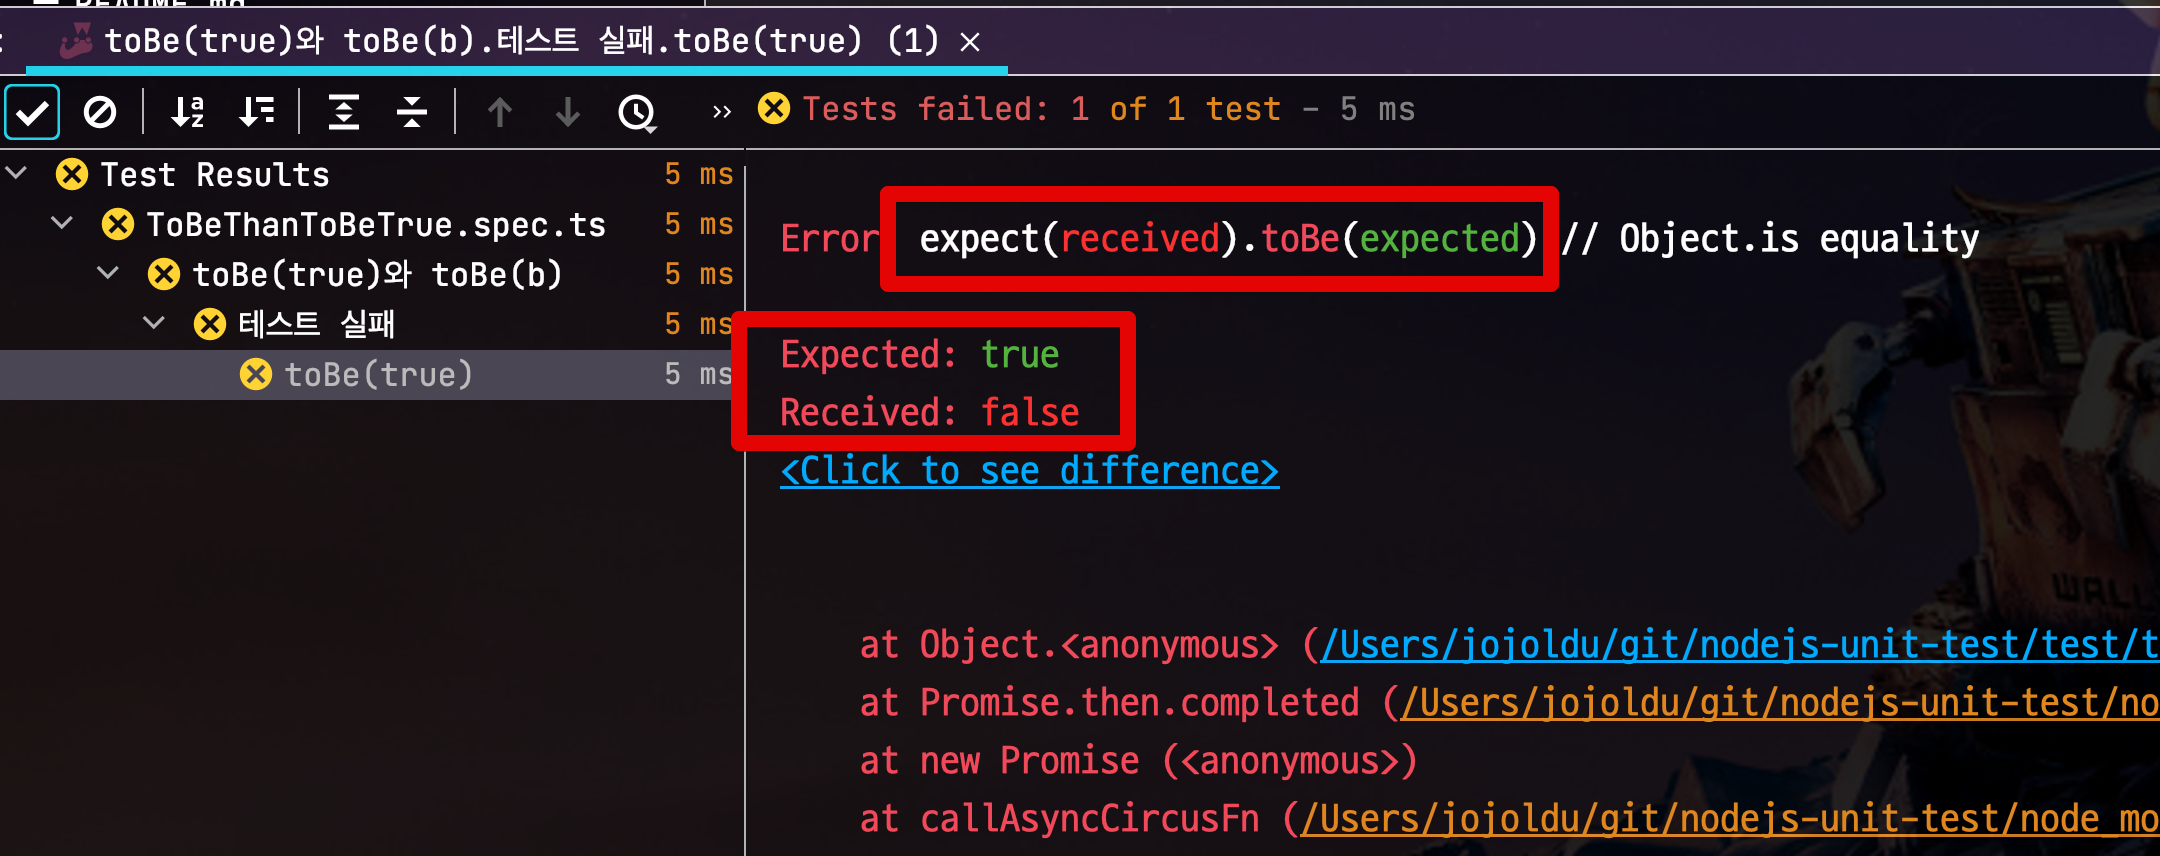 README.md
toBe(true)와 toBe(b).테스트 실패.toBe(true) (1) ×
Tests failed: 1 of 1 test – 5 ms
Test Results 5 ms
ToBeThanToBeTrue.spec.ts 5 ms
toBe(true)와 toBe(b) 5 ms
테스트 실패 5 ms
toBe(true) 5 ms
Error expect(received).toBe(expected) // Object.is equality
Expected: true
Received: false
<Click to see difference>
at Object.<anonymous> (/Users/jojoldu/git/nodejs-unit-test/test/t
at Promise.then.completed (/Users/jojoldu/git/nodejs-unit-test/no
at new Promise (<anonymous>)
at callAsyncCircusFn (/Users/jojoldu/git/nodejs-unit-test/node_mo
WALL